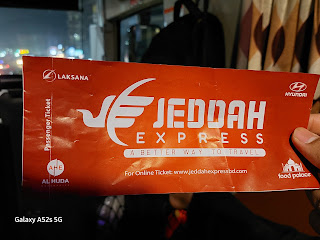 LAKSANA
HYUNDAI
Passenger Ticket
JEDDAH
EXPRESS
A BETTER WAY TO TRAVEL
AHE
AL HUDA
For Online Ticket: www.jeddahexpressbd.com
food palace
Galaxy A52s 5G